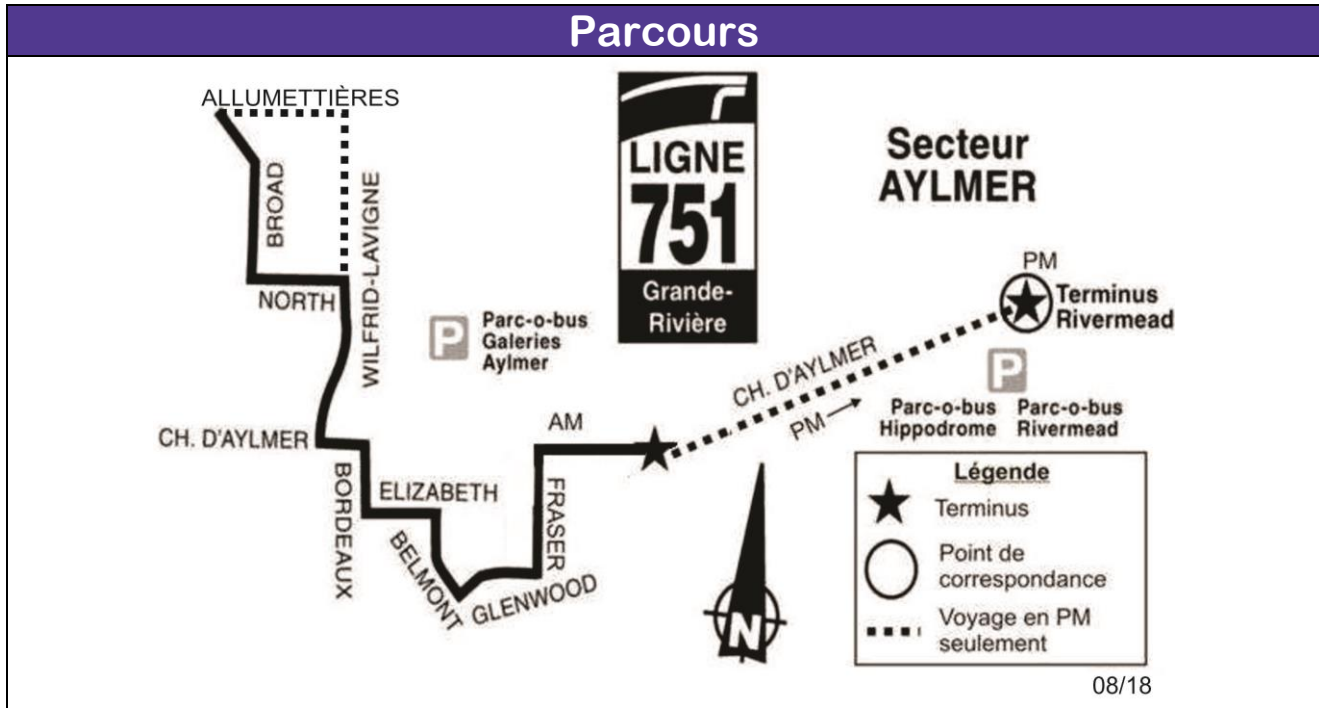 Parcours
ALLUMETTIÈRES
BROAD
NORTH
WILFRID-LAVIGNE
CH. D'AYLMER
BORDEAUX
ELIZABETH
BELMONT
GLENWOOD
FRASER
AM
P
Parc-o-bus
Galeries
Aylmer
LIGNE
751
Grande-
Rivière
Secteur
AYLMER
PM
Terminus
Rivermead
CH. D'AYLMER
PM
P
Parc-o-bus
Hippodrome
Parc-o-bus
Rivermead
N
Légende
Terminus
Point de
correspondance
Voyage en PM
seulement
08/18